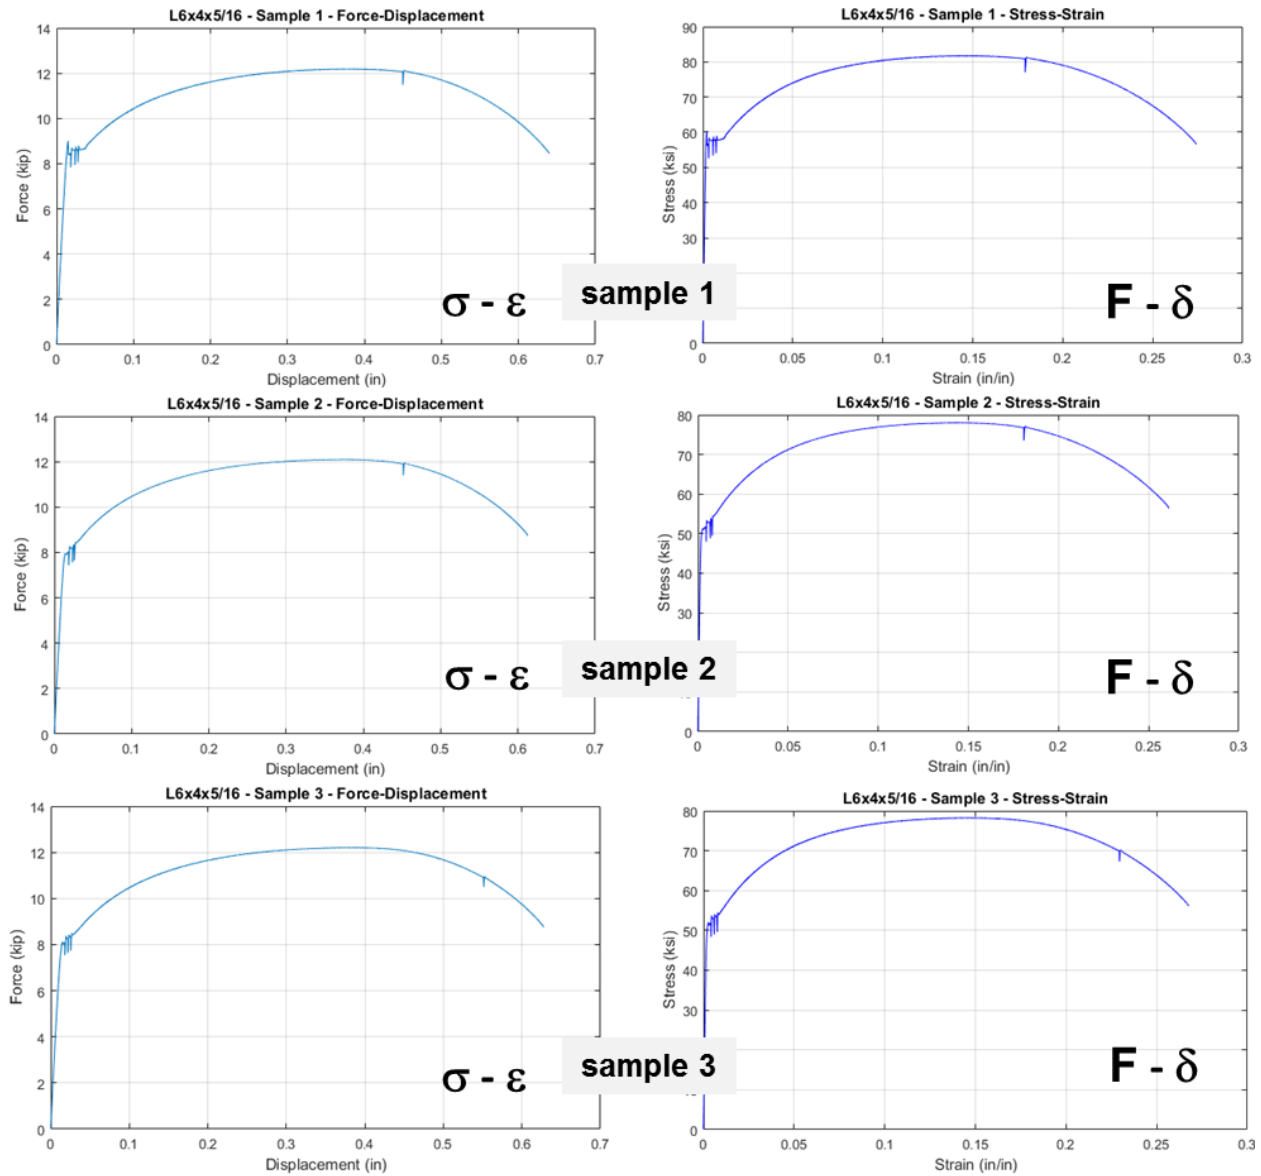 L6x4x5/16 - Sample 1 - Force-Displacement
14
12
10
8
6
4
2
0
Force (kip)
0 0.1 0.2 0.3 0.4 0.5 0.6 0.7
Displacement (in)
σ - ε
sample 1
L6x4x5/16 - Sample 1 - Stress-Strain
90
80
70
60
50
40
30
0
Stress (ksi)
0 0.05 0.1 0.15 0.2 0.25 0.3
Strain (in/in)
F - δ
L6x4x5/16 - Sample 2 - Force-Displacement
14
12
10
8
6
4
2
0
Force (kip)
0 0.1 0.2 0.3 0.4 0.5 0.6 0.7
Displacement (in)
σ - ε
sample 2
L6x4x5/16 - Sample 2 - Stress-Strain
80
70
60
50
40
30
0
Stress (ksi)
0 0.05 0.1 0.15 0.2 0.25 0.3
Strain (in/in)
F - δ
L6x4x5/16 - Sample 3 - Force-Displacement
14
12
10
8
6
4
2
0
Force (kip)
0 0.1 0.2 0.3 0.4 0.5 0.6 0.7
Displacement (in)
σ - ε
sample 3
L6x4x5/16 - Sample 3 - Stress-Strain
80
70
60
50
40
30
0
Stress (ksi)
0 0.05 0.1 0.15 0.2 0.25 0.3
Strain (in/in)
F - δ